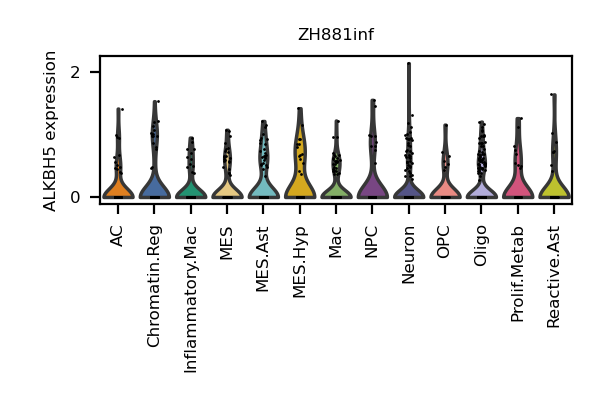 ZH881inf
ALKBH5 expression
2
0
AC
Chromatin.Reg
Inflammatory.Mac
MES
MES.Ast
MES.Hyp
Mac
NPC
Neuron
OPC
Oligo
Prolif.Metab
Reactive.Ast